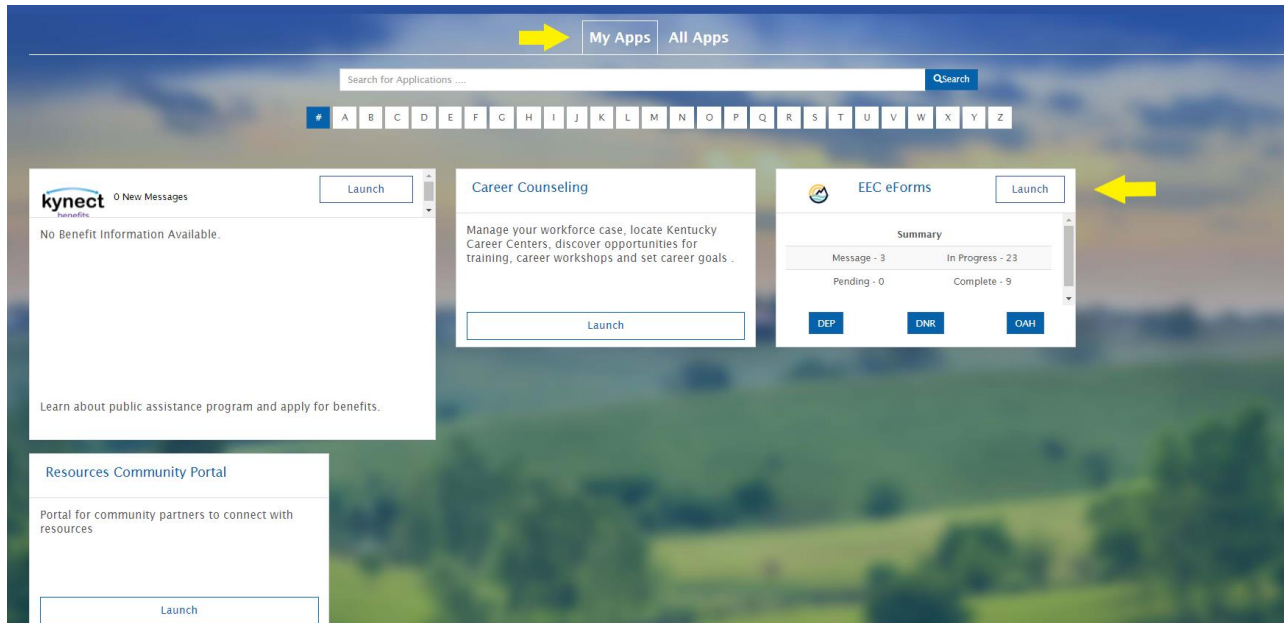 My Apps All Apps
Search for Applications ....
Search
# A B C D E F G H I J K L M N O P Q R S T U V W X Y Z
kynect
benefits
0 New Messages
Launch
No Benefit Information Available.
Learn about public assistance program and apply for benefits.
Career Counseling
Manage your workforce case, locate Kentucky
Career Centers, discover opportunities for
training, career workshops and set career goals .
Launch
EEC eForms
Launch
Summary
Message - 3 In Progress - 23
Pending - 0 Complete - 9
DEP DNR OAH
Resources Community Portal
Portal for community partners to connect with
resources
Launch